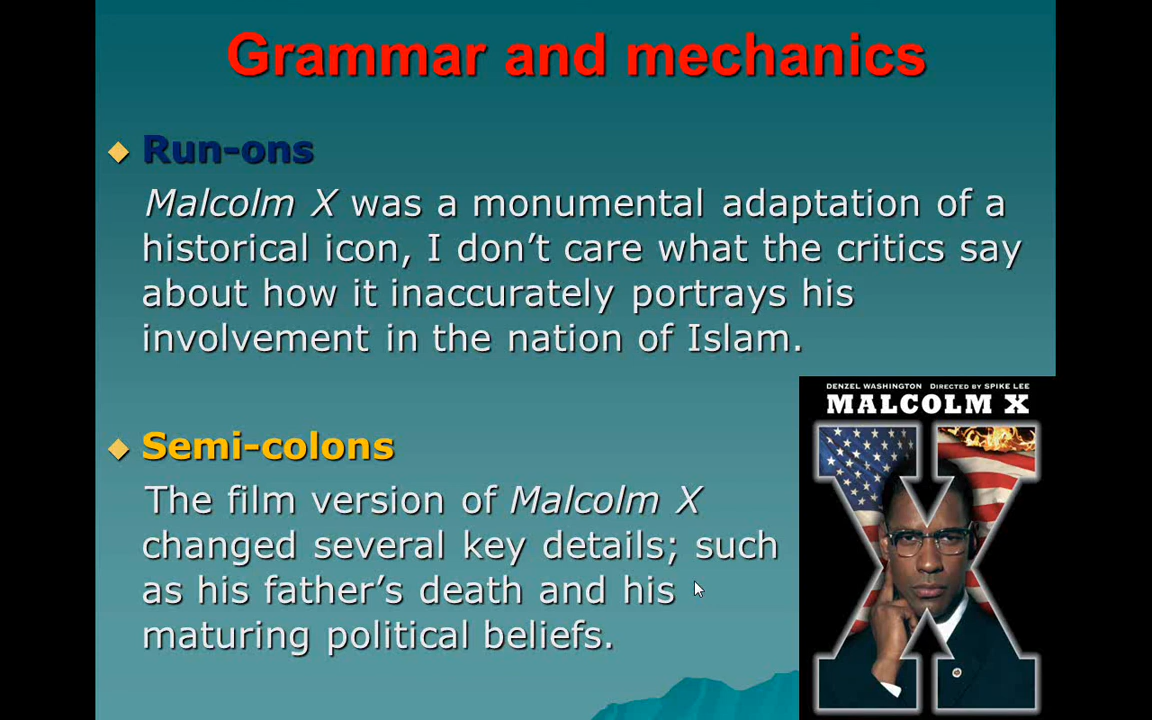 Grammar and mechanics
Run-ons
Malcolm X was a monumental adaptation of a
historical icon, I don’t care what the critics say
about how it inaccurately portrays his
involvement in the nation of Islam.
Semi-colons
The film version of Malcolm X
changed several key details; such
as his father’s death and his
maturing political beliefs.
DENZEL WASHINGTON DIRECTED BY SPIKE LEE
MALCOLM X
X